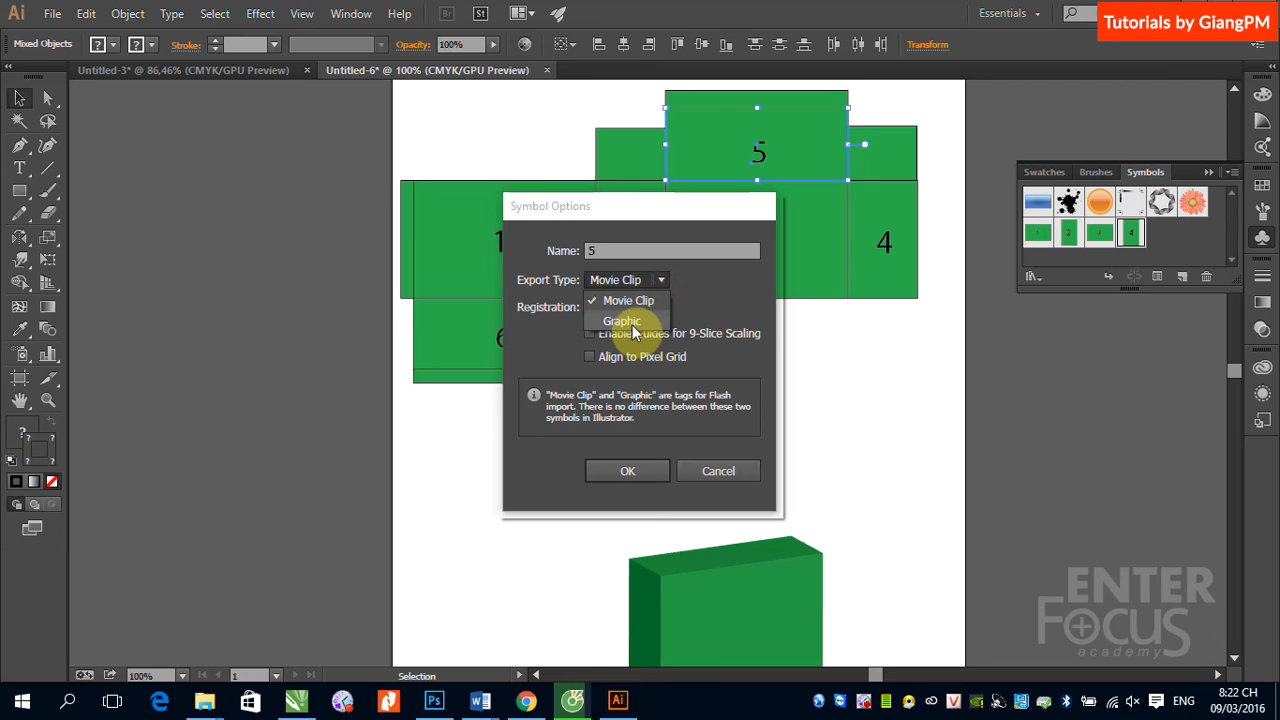 Ai File Edit Object Type Select Effect View Window Help Br St Essentials
Tutorials by GiangPM
Mixed Objects ? ? Stroke: Opacity: 100% Transform
Untitled-3* @ 86,46% (CMYK/GPU Preview) × Untitled-6* @ 100% (CMYK/GPU Preview) ×
5
Swatches Brushes Symbols
1 2 3 4
Symbol Options
1
4
Name: 5
Export Type: Movie Clip
Registration: Movie Clip
Graphic
Enable Guides for 9-Slice Scaling
6
Align to Pixel Grid
"Movie Clip" and "Graphic" are tags for Flash
import. There is no difference between these two
symbols in Illustrator.
? ?
OK Cancel
ENTER
FOCUS
academy
100% 1 Selection
8:22 CH
ENG
09/03/2016